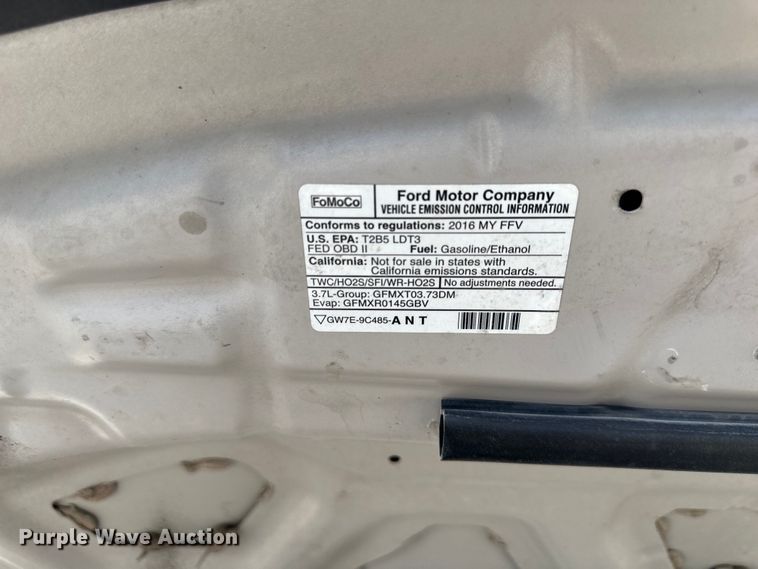 FoMoCo
Ford Motor Company
VEHICLE EMISSION CONTROL INFORMATION
Conforms to regulations: 2016 MY FFV
U.S. EPA: T2B5 LDT3
FED OBD II Fuel: Gasoline/Ethanol
California: Not for sale in states with
California emissions standards.
TWC/HO2S/SFI/WR-HO2S No adjustments needed.
3.7L-Group: GFMXT03.73DM
Evap: GFMXR0145GBV
GW7E-9C485-ANT
Purple Wave Auction